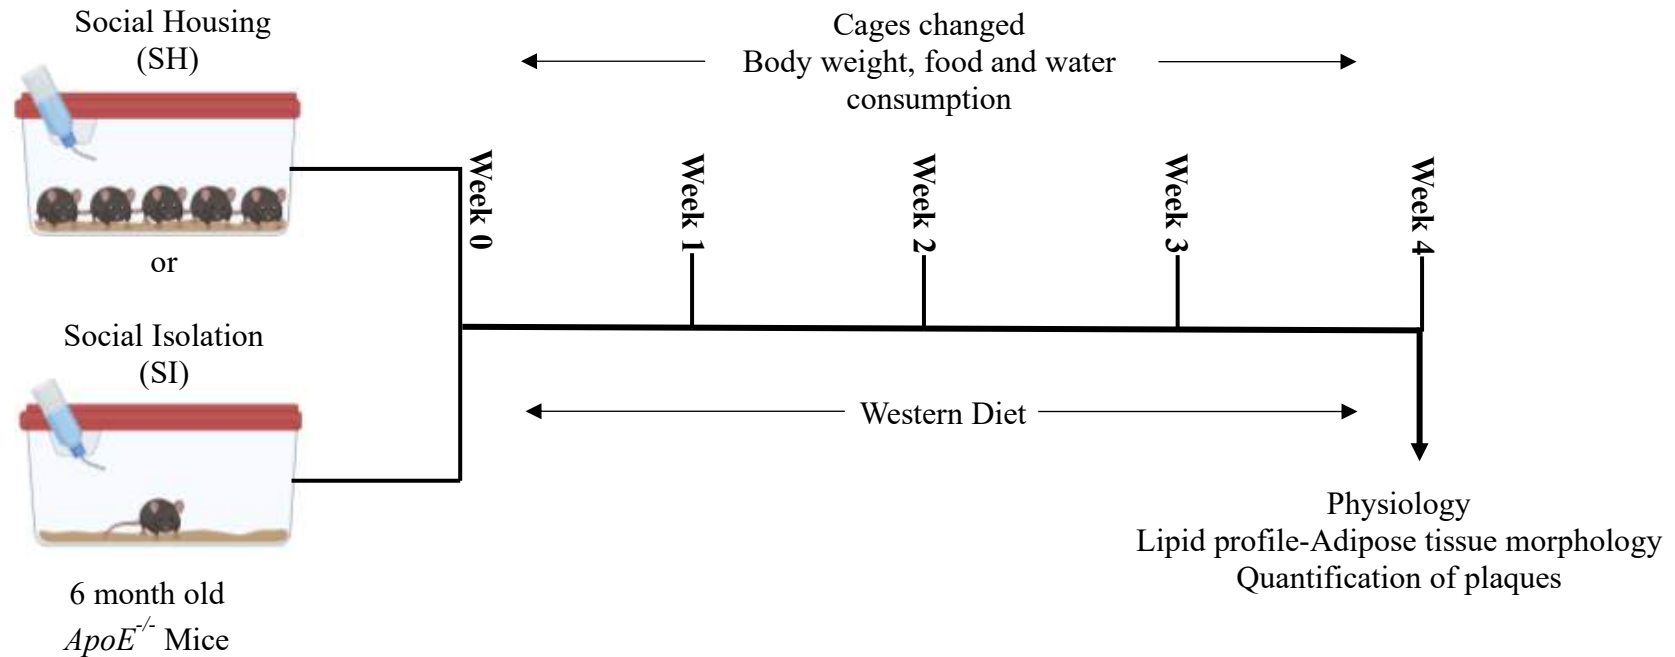 Social Housing
(SH)
or
Social Isolation
(SI)
6 month old
ApoE-/- Mice
Cages changed
Body weight, food and water
consumption
Week 0
Week 1
Week 2
Week 3
Week 4
Western Diet
Physiology
Lipid profile-Adipose tissue morphology
Quantification of plaques